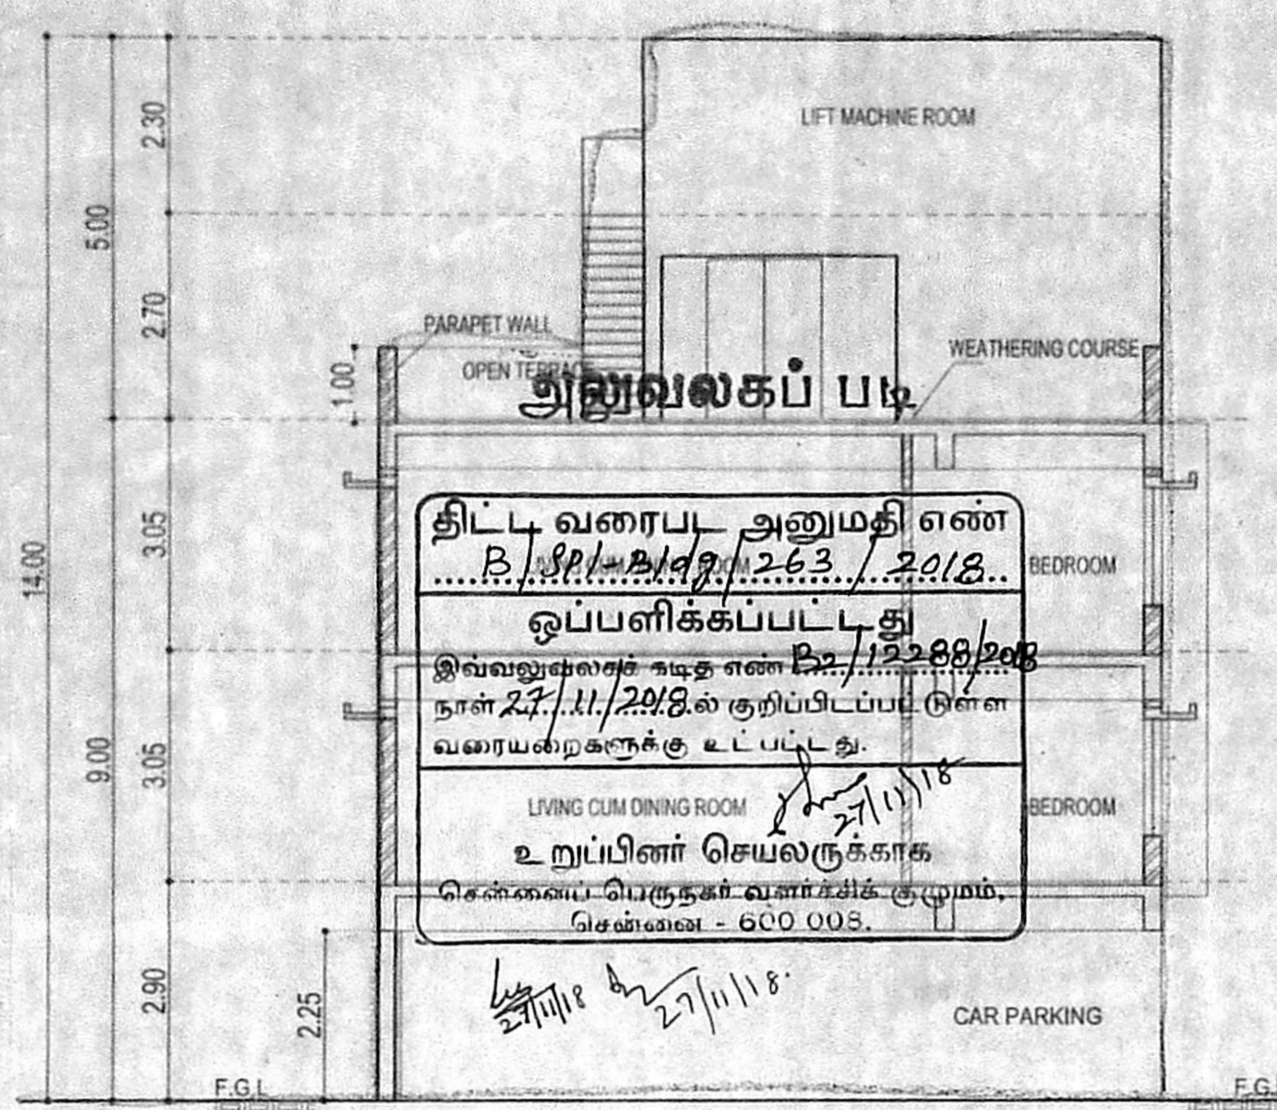 LIFT MACHINE ROOM
2.30
5.00
2.70
PARAPET WALL
WEATHERING COURSE
OPEN TERRACE
1.00
அலுவலகப் படி
14.00
3.05
திட்ட வரைபட அனுமதி எண்
B/SPl-Bldg/263/2018
BEDROOM
ஒப்பளிக்கப்பட்டது
இவ்வலுவலகக் கடித எண் B2/12288/2018
நாள் 27/11/2018.ல் குறிப்பிடப்பட்டுள்ள
வரையறைகளுக்கு உட்பட்டது.
9.00
3.05
LIVING CUM DINING ROOM
27/11/18
BEDROOM
உறுப்பினர் செயலருக்காக
சென்னைப் பெருநகர் வளர்ச்சிக் குழுமம்,
சென்னை - 600 008.
2.90
2.25
27/11/18
27/11/18.
CAR PARKING
F.G.L
F.G.